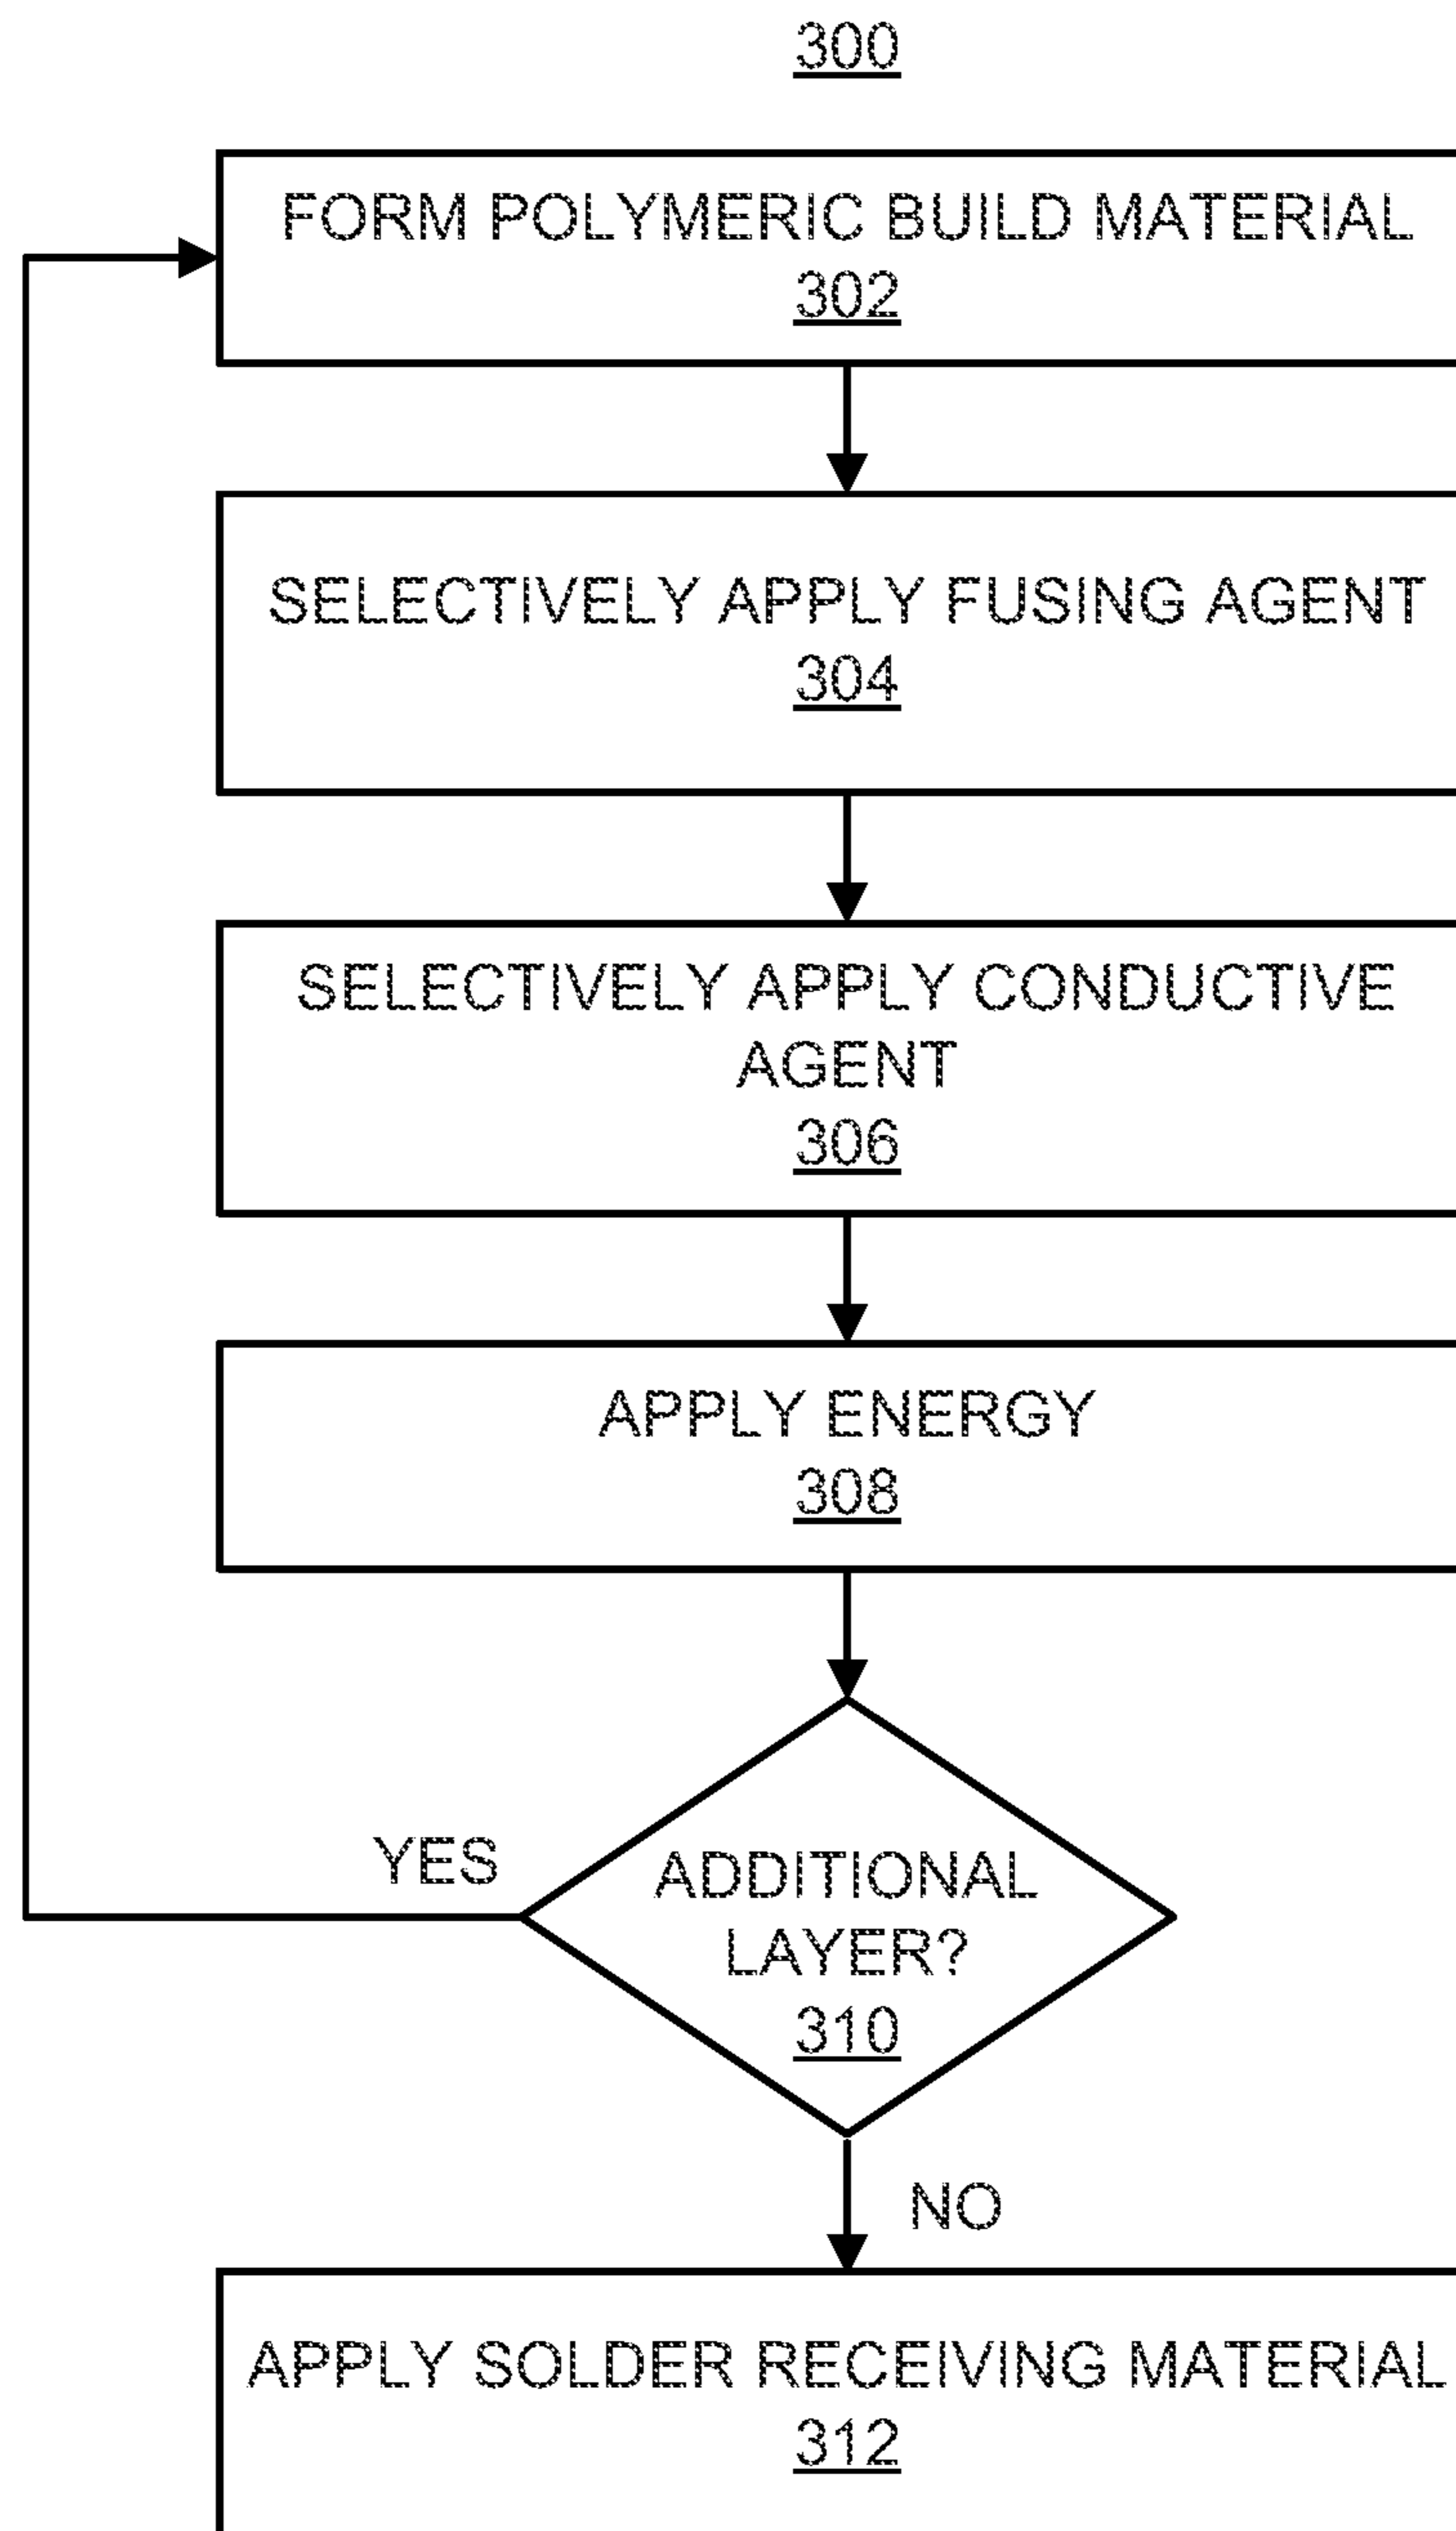 300
FORM POLYMERIC BUILD MATERIAL
302
SELECTIVELY APPLY FUSING AGENT
304
SELECTIVELY APPLY CONDUCTIVE
AGENT
306
APPLY ENERGY
308
YES
ADDITIONAL
LAYER?
310
NO
APPLY SOLDER RECEIVING MATERIAL
312